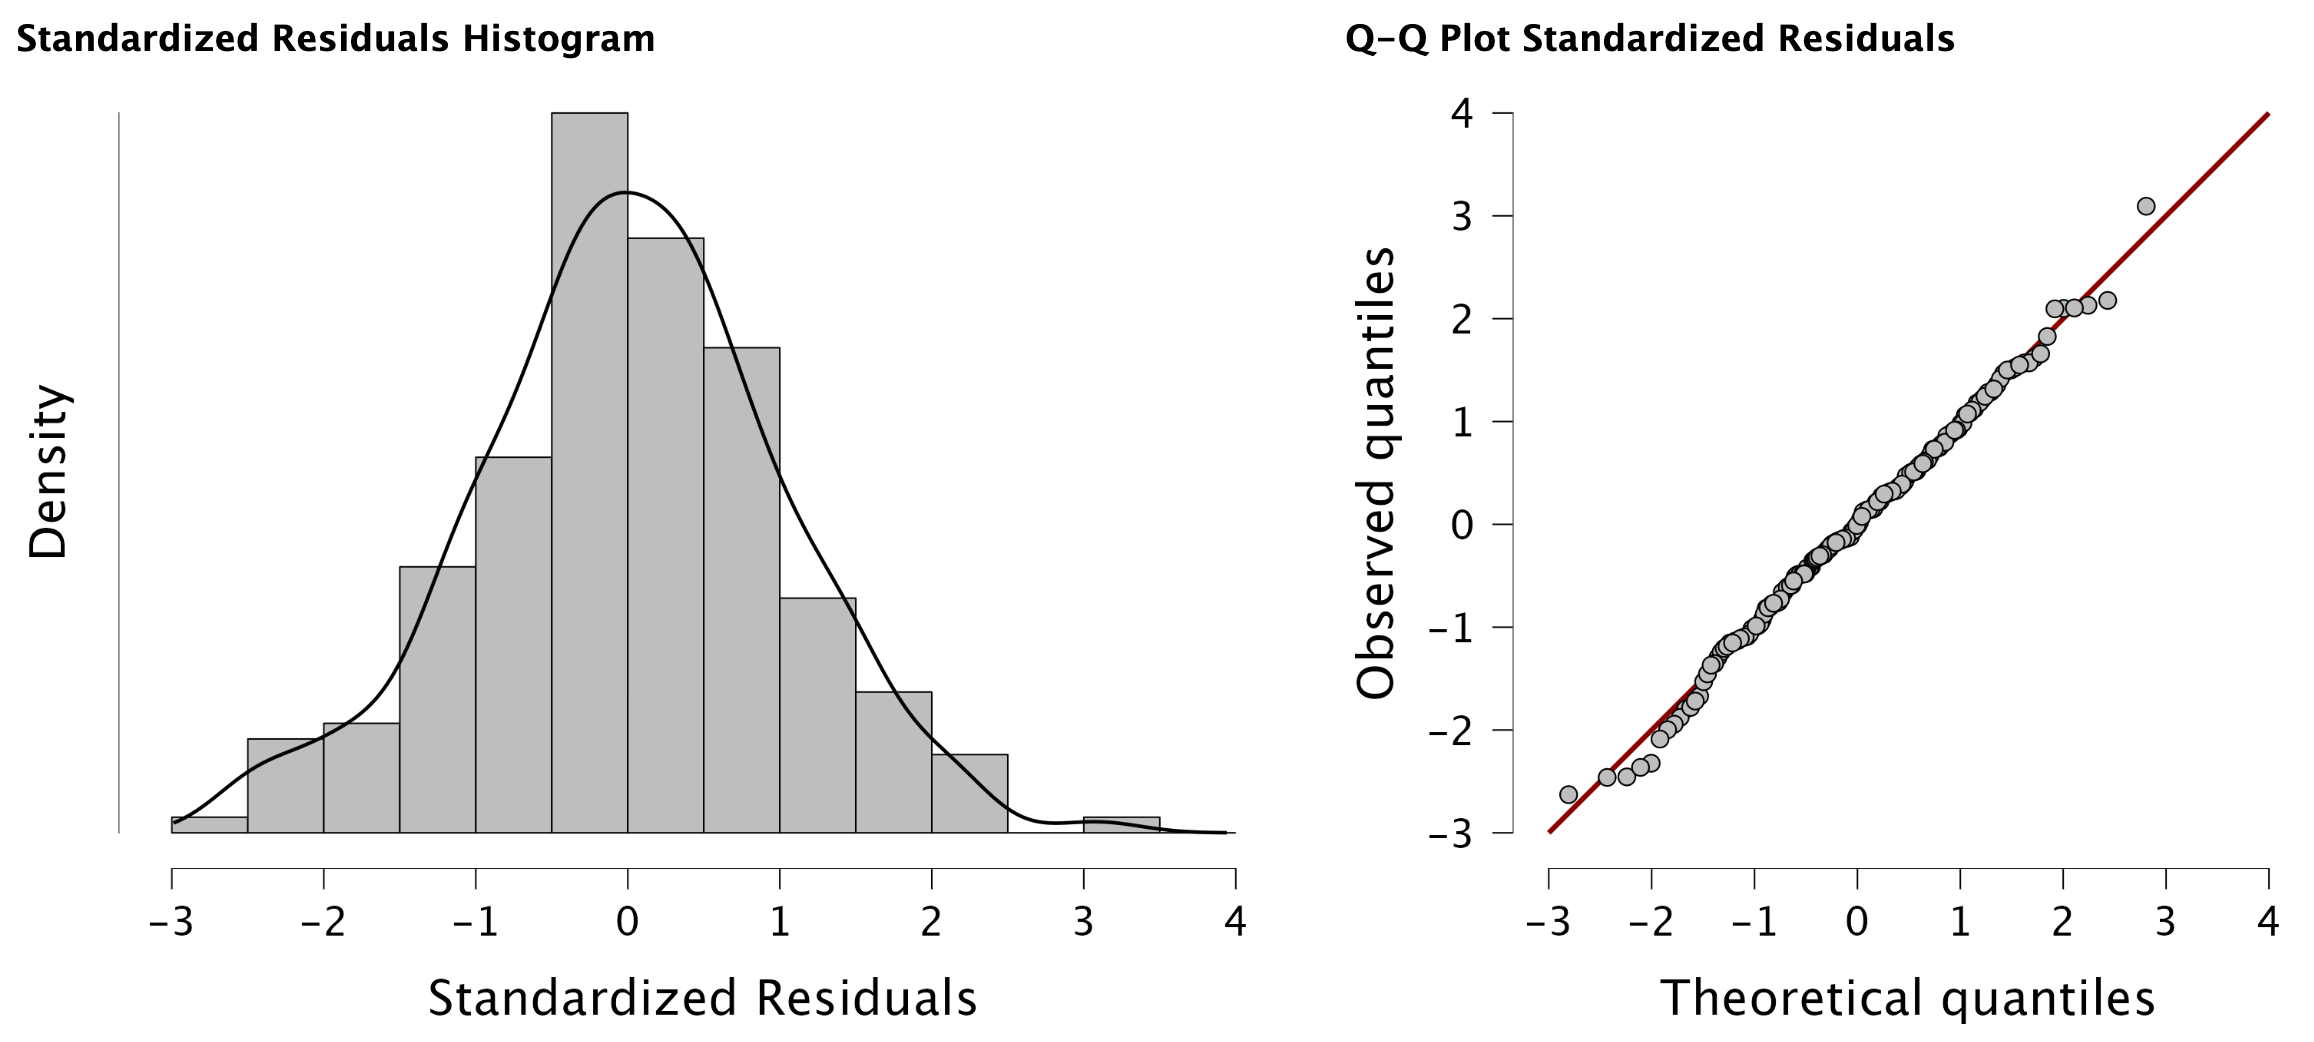 Standardized Residuals Histogram
Density
−3 −2 −1 0 1 2 3 4
Standardized Residuals
Q−Q Plot Standardized Residuals
Observed quantiles
4
3
2
1
0
−1
−2
−3
−3 −2 −1 0 1 2 3 4
Theoretical quantiles